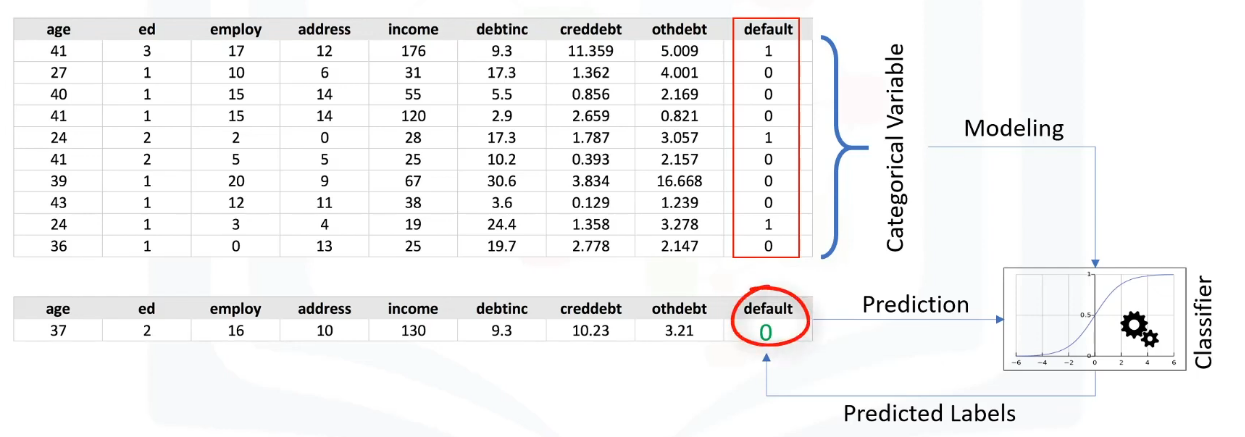 age ed employ address income debtinc creddebt othdebt default
41 3 17 12 176 9.3 11.359 5.009 1
27 1 10 6 31 17.3 1.362 4.001 0
40 1 15 14 55 5.5 0.856 2.169 0
41 1 15 14 120 2.9 2.659 0.821 0
24 2 2 0 28 17.3 1.787 3.057 1
41 2 5 5 25 10.2 0.393 2.157 0
39 1 20 9 67 30.6 3.834 16.668 0
43 1 12 11 38 3.6 0.129 1.239 0
24 1 3 4 19 24.4 1.358 3.278 1
36 1 0 13 25 19.7 2.778 2.147 0
Categorical Variable
Modeling
age ed employ address income debtinc creddebt othdebt default
37 2 16 10 130 9.3 10.23 3.21 0
Prediction
1
0.5
-6 -4 -2 0 2 4 6
Classifier
Predicted Labels